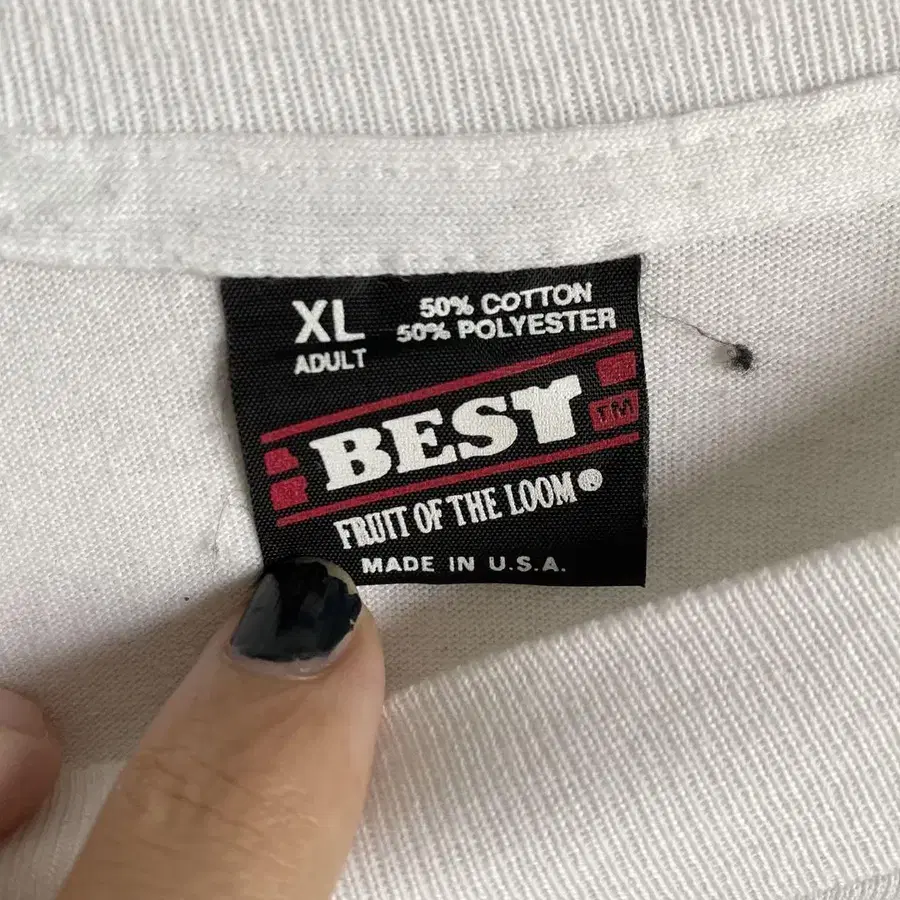 XL
ADULT
50% COTTON
50% POLYESTER
BEST TM
FRUIT OF THE LOOM®
MADE IN U.S.A.